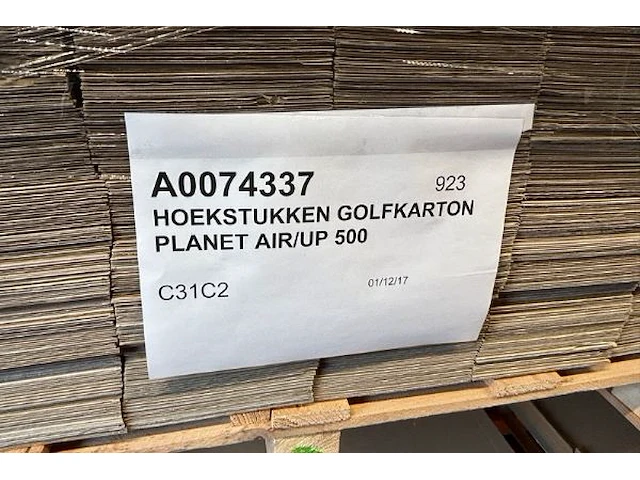 A0074337 923
HOEKSTUKKEN GOLFKARTON
PLANET AIR/UP 500
C31C2 01/12/17